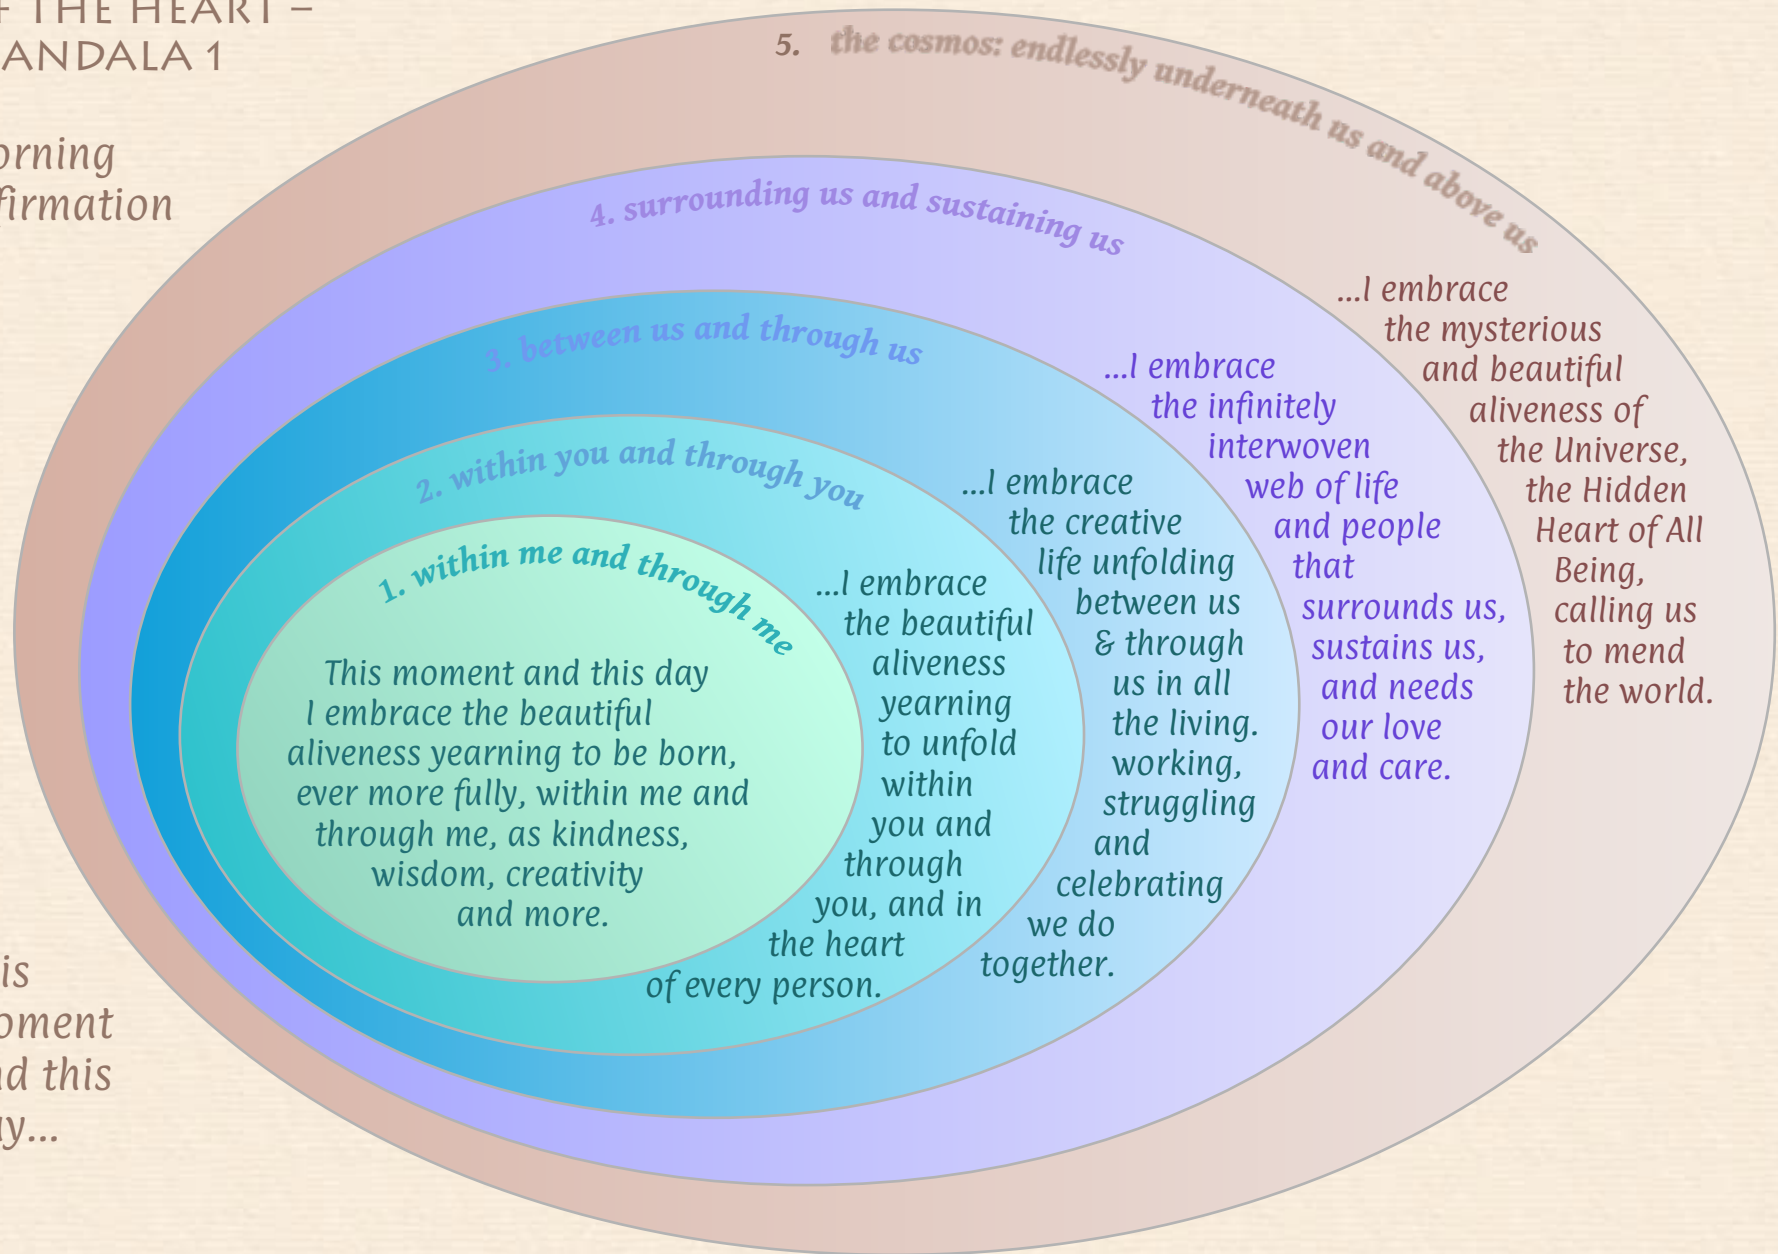 F THE HEART –
ANDALA 1
orning
firmation
5. the cosmos: endlessly underneath us and above us
...I embrace
the mysterious
and beautiful
aliveness of
the Universe,
the Hidden
Heart of All
Being,
calling us
to mend
the world.
4. surrounding us and sustaining us
...I embrace
the infinitely
interwoven
web of life
and people
that
surrounds us,
sustains us,
and needs
our love
and care.
3. between us and through us
...I embrace
the creative
life unfolding
between us
& through
us in all
the living.
working,
struggling
and
celebrating
we do
together.
2. within you and through you
...I embrace
the beautiful
aliveness
yearning
to unfold
within
you and
through
you, and in
the heart
of every person.
1. within me and through me
This moment and this day
I embrace the beautiful
aliveness yearning to be born,
ever more fully, within me and
through me, as kindness,
wisdom, creativity
and more.
is
oment
d this
y...